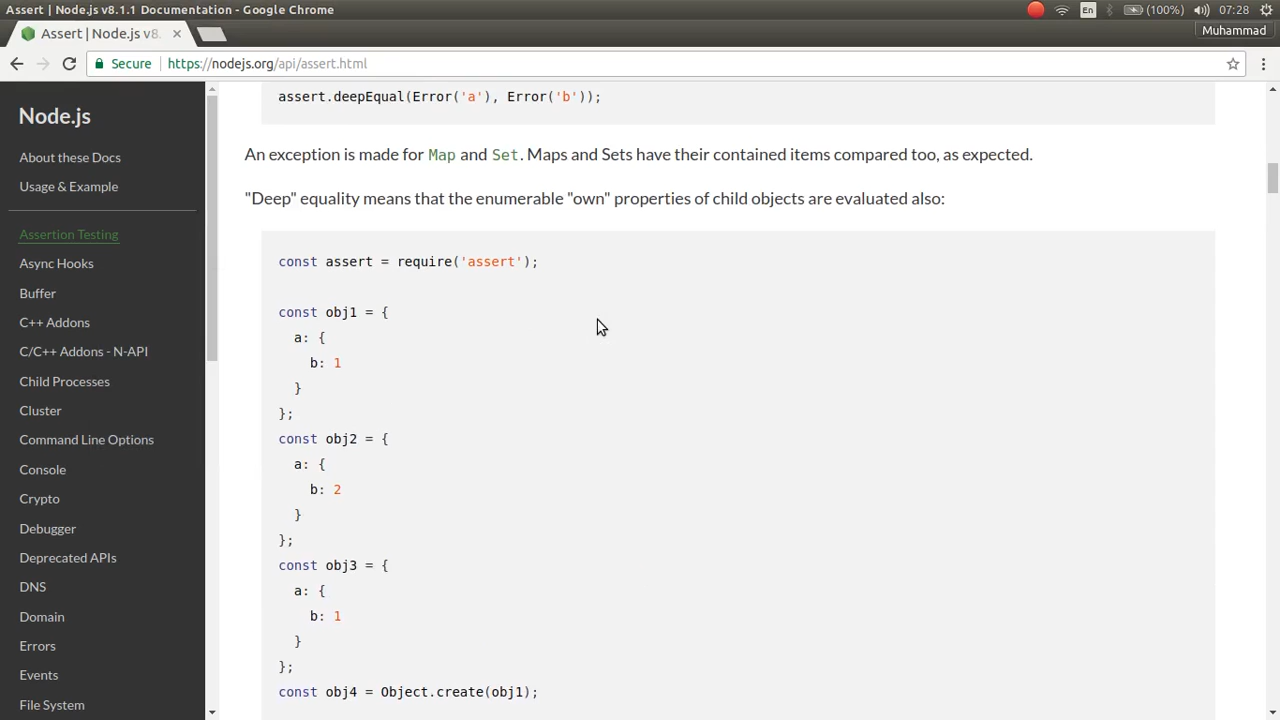 Assert | Node.js v8.1.1 Documentation - Google Chrome
En
(100%)
07:28
Assert | Node.js v8.
Muhammad
Secure
https://nodejs.org/api/assert.html
Node.js
About these Docs
Usage & Example
Assertion Testing
Async Hooks
Buffer
C++ Addons
C/C++ Addons - N-API
Child Processes
Cluster
Command Line Options
Console
Crypto
Debugger
Deprecated APIs
DNS
Domain
Errors
Events
File System
assert.deepEqual(Error('a'), Error('b'));
An exception is made for Map and Set. Maps and Sets have their contained items compared too, as expected.
"Deep" equality means that the enumerable "own" properties of child objects are evaluated also:
const assert = require('assert');
const obj1 = {
  a: {
    b: 1
  }
};
const obj2 = {
  a: {
    b: 2
  }
};
const obj3 = {
  a: {
    b: 1
  }
};
const obj4 = Object.create(obj1);